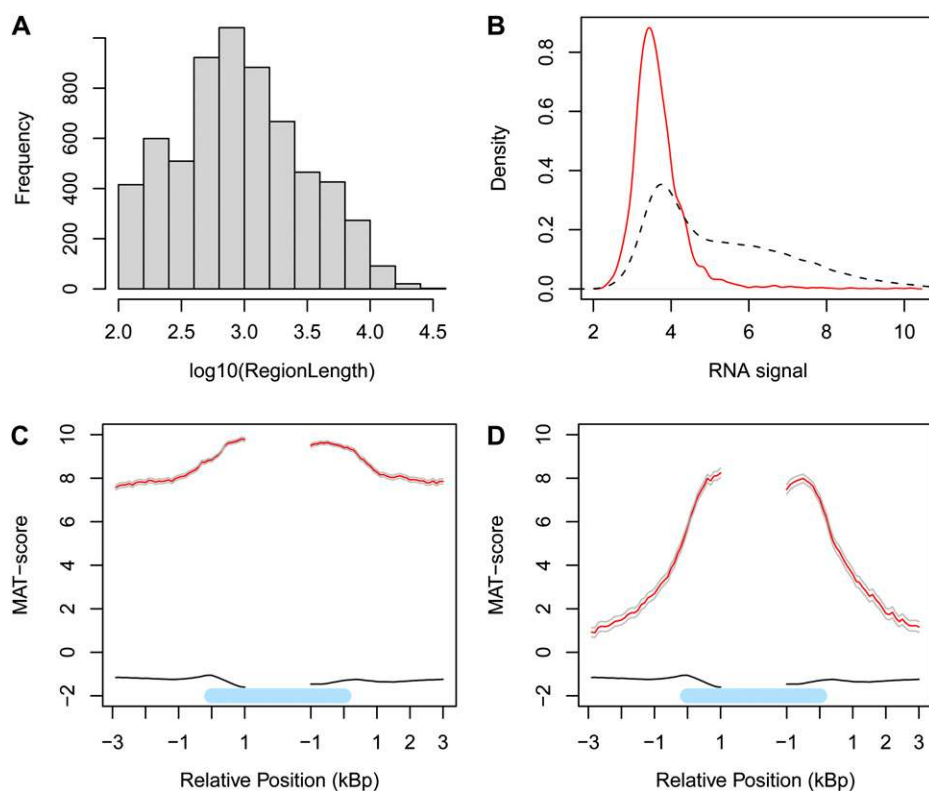 A
Frequency
0 200 400 600 800
2.0 2.5 3.0 3.5 4.0 4.5
log10(RegionLength)
B
Density
0.0 0.2 0.4 0.6 0.8
2 4 6 8 10
RNA signal
C
MAT−score
−2 0 2 4 6 8 10
−3 −1 1 −1 1 3
Relative Position (kBp)
D
MAT−score
−2 0 2 4 6 8 10
−3 −1 1 −1 1 3
Relative Position (kBp)